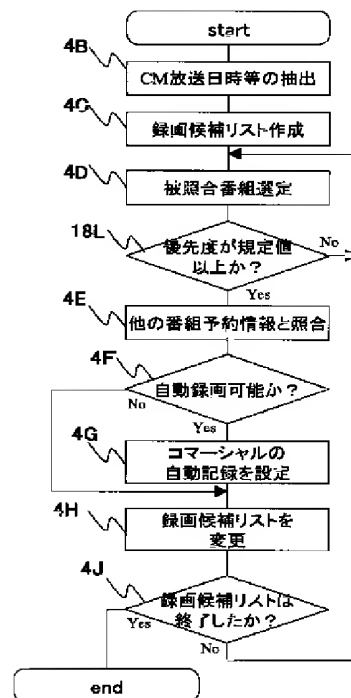 start
4B
CM放送日時等の抽出
4C
録画候補リスト作成
4D
被照合番組選定
18L
優先度が規定値
以上か？
No
Yes
4E
他の番組予約情報と照合
4F
自動録画可能か？
No
Yes
4G
コマーシャルの
自動記録を設定
4H
録画候補リストを
変更
4J
録画候補リストは
終了したか？
Yes
No
end